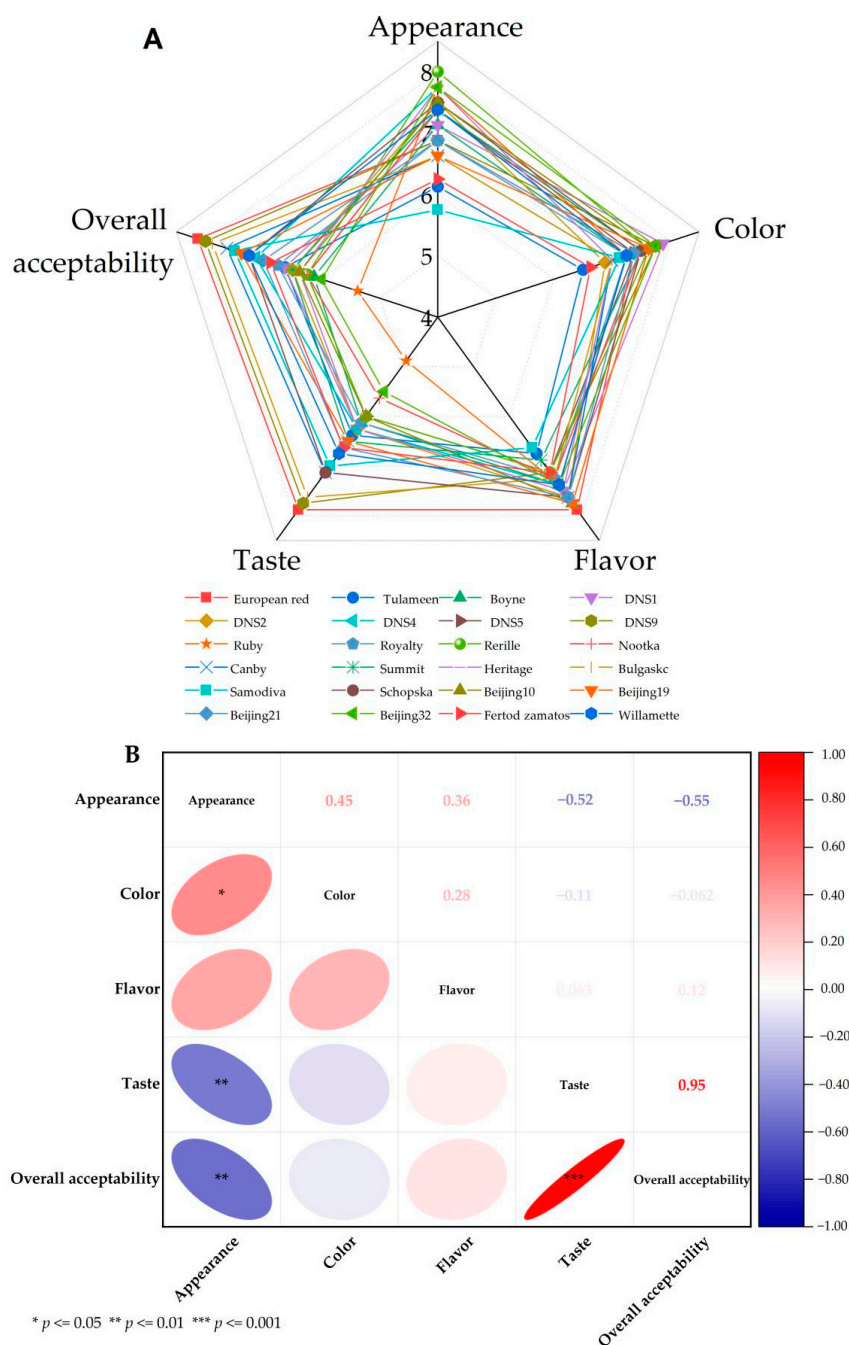 A
Appearance
8
7
6
5
4
Color
Overall
acceptability
Taste
Flavor
European red Tulameen Boyne DNS1
DNS2 DNS4 DNS5 DNS9
Ruby Royalty Rerille Nootka
Canby Summit Heritage Bulgaskc
Samodiva Schopska Beijing10 Beijing19
Beijing21 Beijing32 Fertod zamatos Willamette
B
Appearance Appearance 0.45 0.36 −0.52 −0.55
Color * Color 0.28 −0.11 −0.062
Flavor Flavor 0.065 0.12
Taste ** Taste 0.95
Overall acceptability ** *** Overall acceptability
Appearance
Color
Flavor
Taste
Overall acceptability
1.00
0.80
0.60
0.40
0.20
0.00
−0.20
−0.40
−0.60
−0.80
−1.00
* p <= 0.05 ** p <= 0.01 *** p <= 0.001